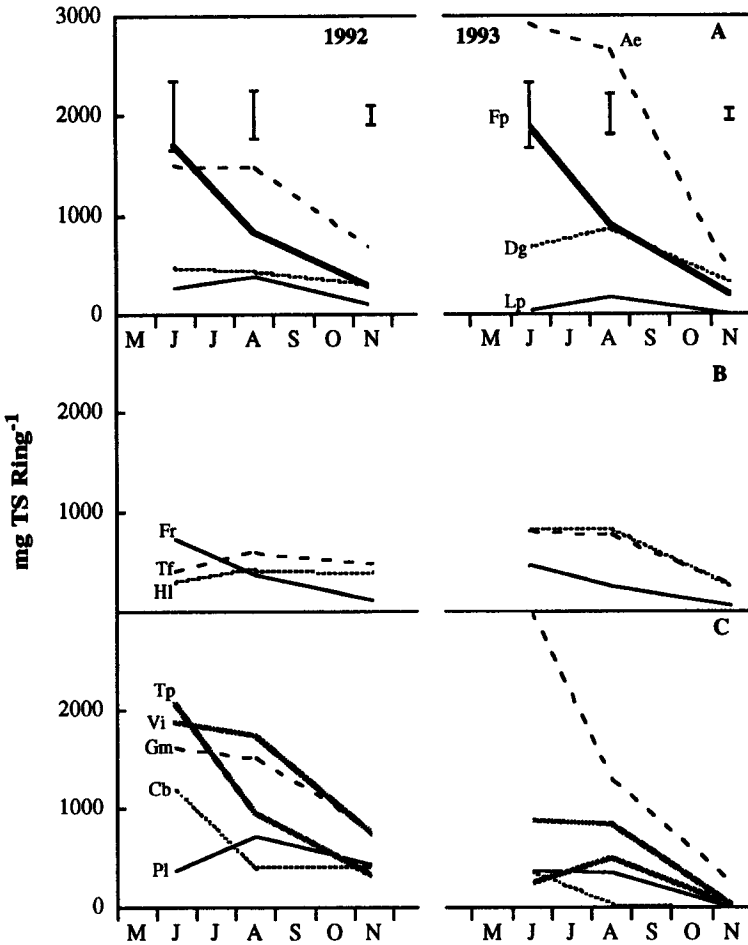 3000
1992
1993
Ae
A
2000
Fp
1000
Dg
Lp
0
M J J A S O N
M J J A S O N
B
2000
mg TS Ring-1
1000
Fr
Tf
Hl
C
Tp
2000
Vi
Gm
Cb
1000
Pl
0
M J J A S O N
M J J A S O N